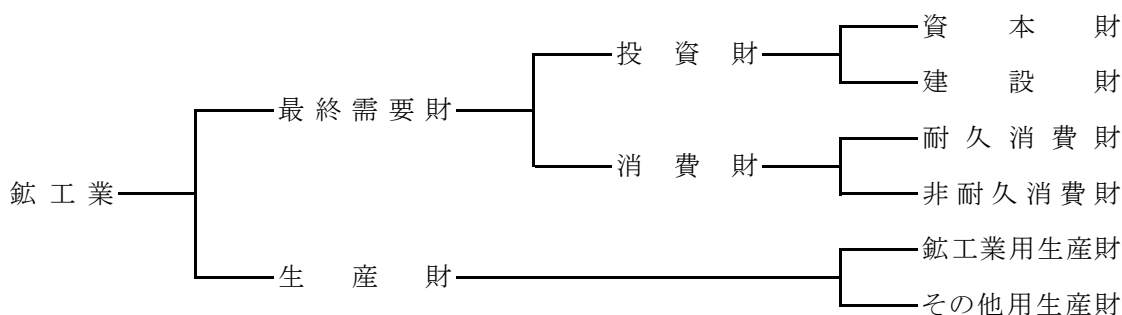 鉱工業
最終需要財
生産財
投資財
消費財
資本財
建設財
耐久消費財
非耐久消費財
鉱工業用生産財
その他用生産財